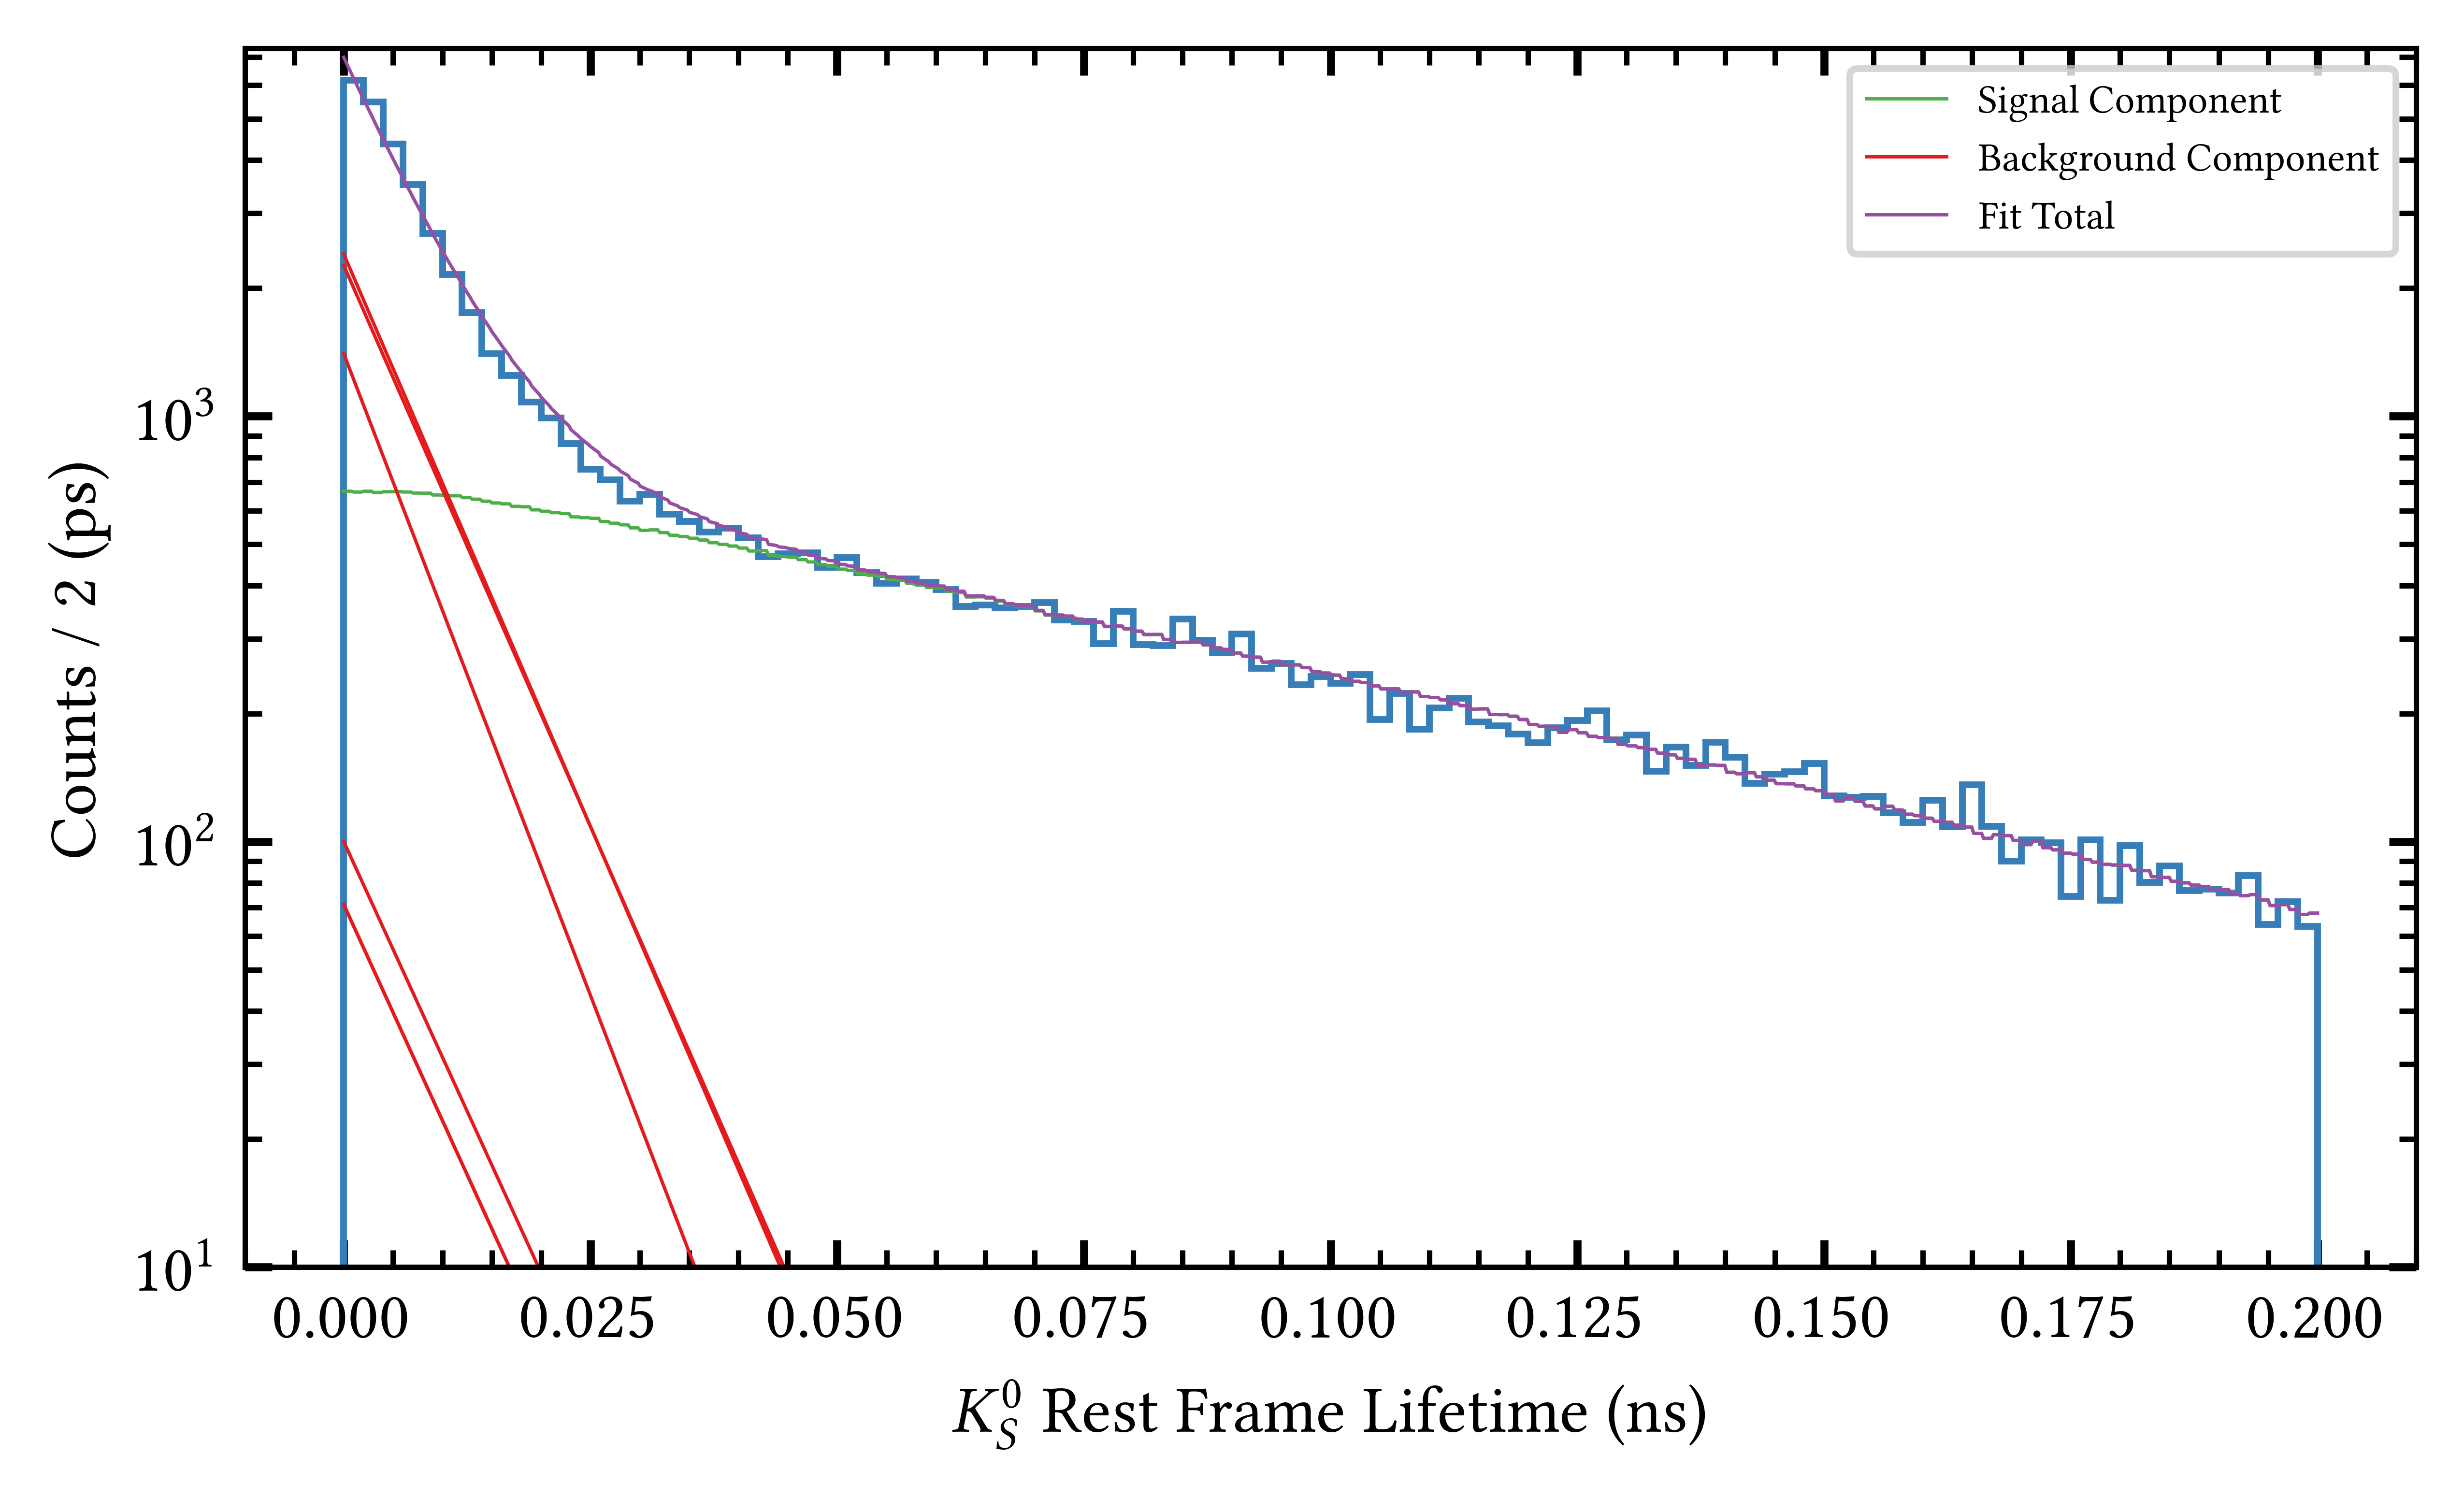 Signal Component
Background Component
Fit Total
Counts / 2 (ps)
10³
10²
10¹
0.000 0.025 0.050 0.075 0.100 0.125 0.150 0.175 0.200
K⁰_S Rest Frame Lifetime (ns)